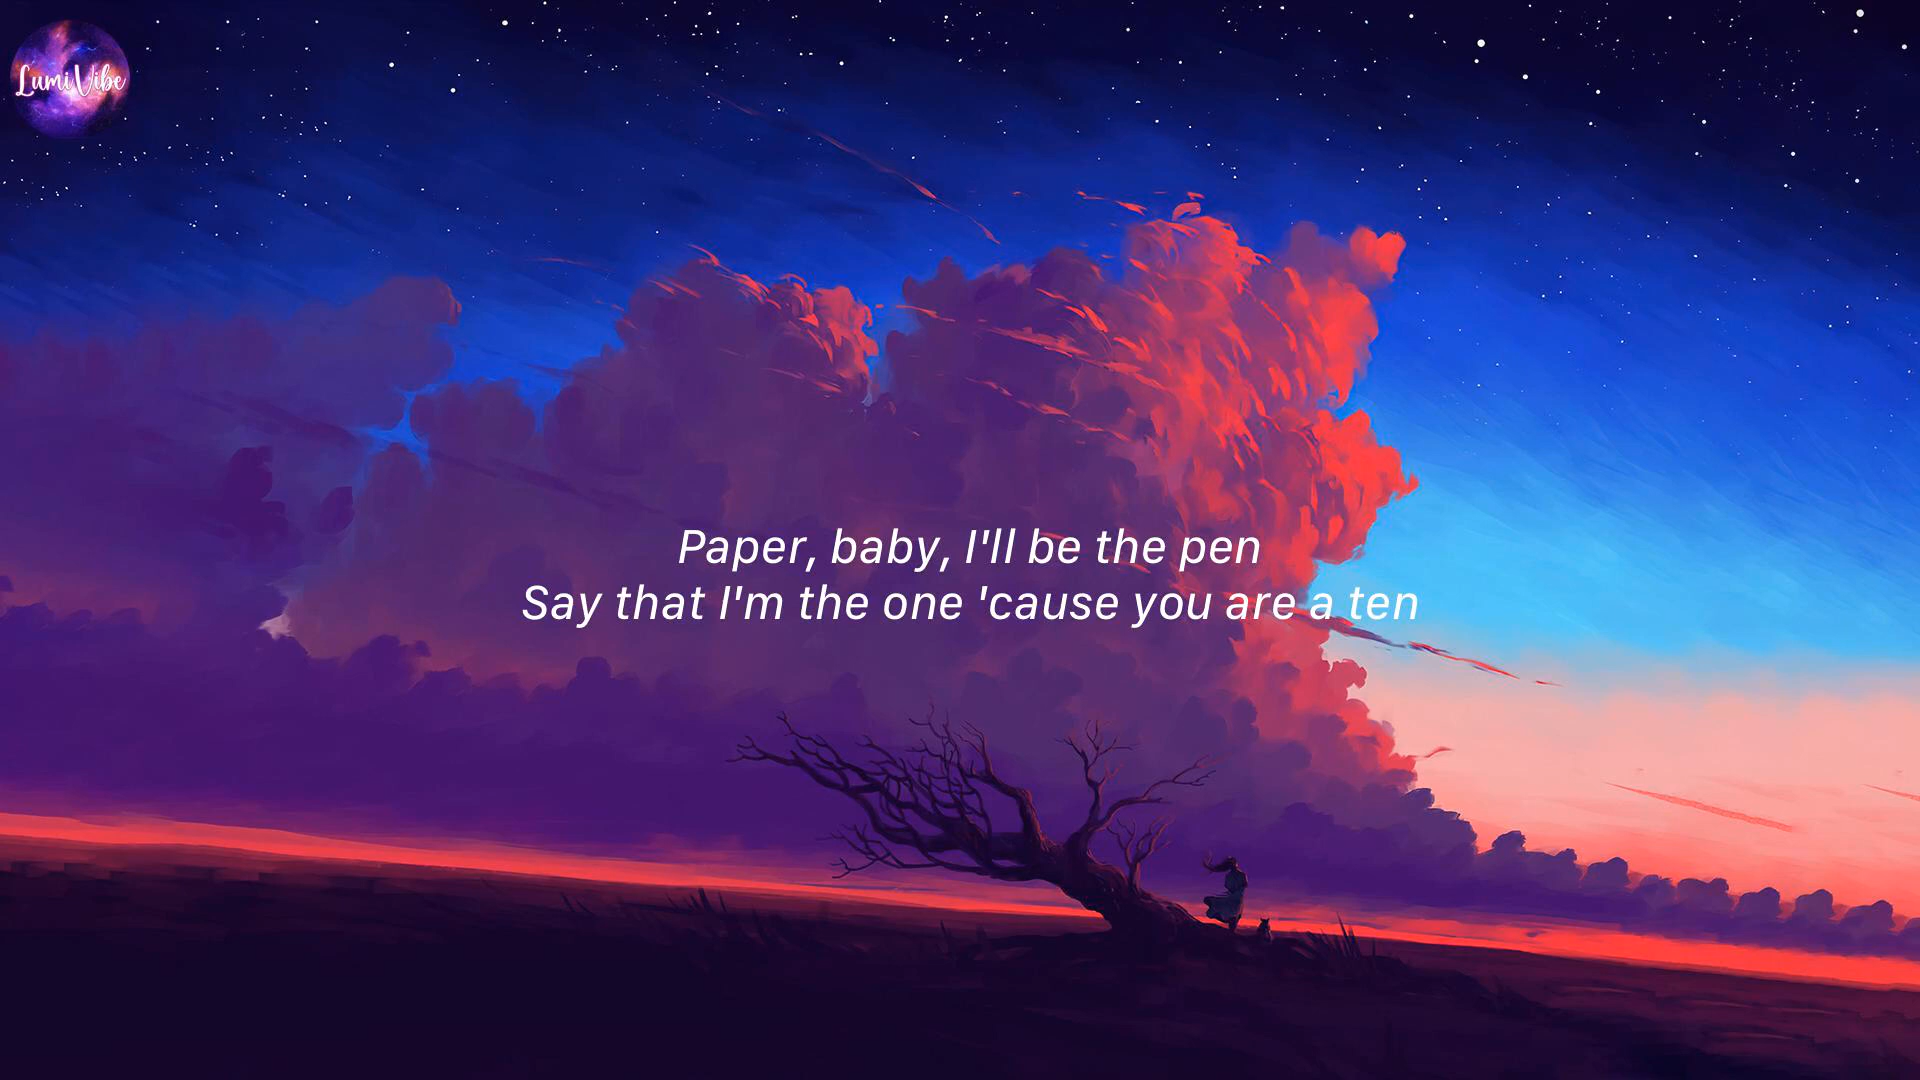 LumiVibe
Paper, baby, I'll be the pen
Say that I'm the one 'cause you are a ten